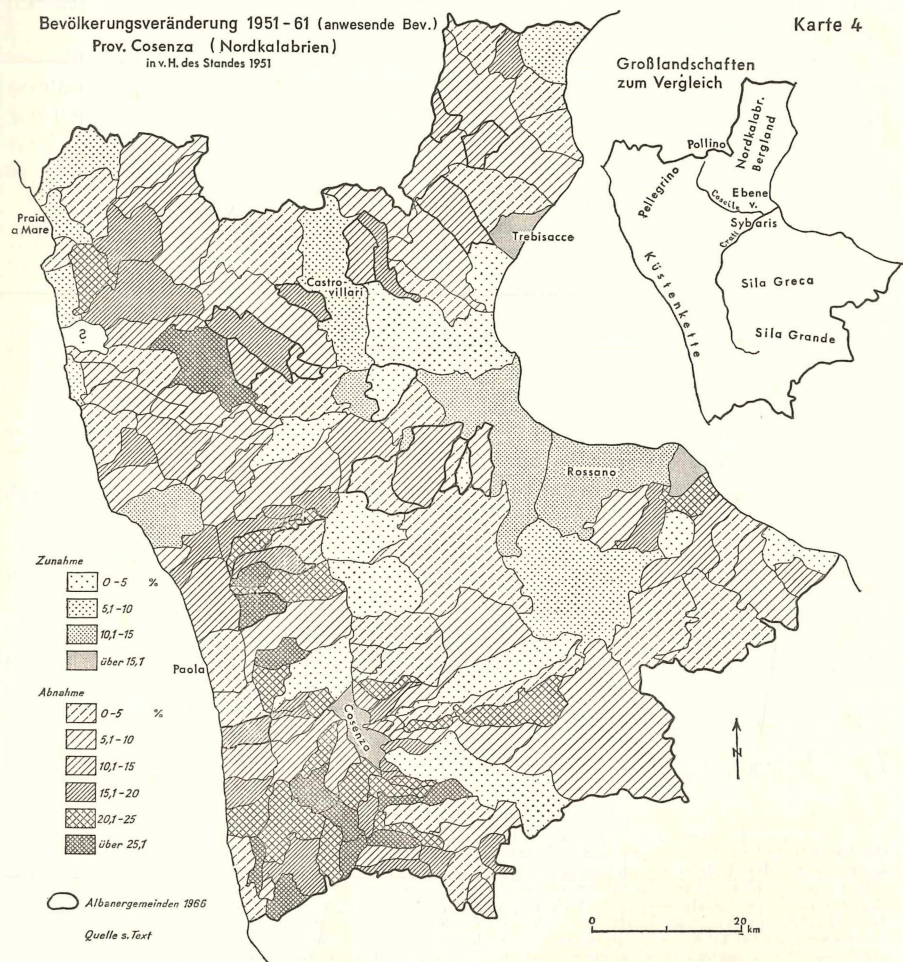 Bevölkerungsveränderung 1951-61 (anwesende Bev.)
Prov. Cosenza (Nordkalabrien)
in v. H. des Standes 1951
Karte 4
Großlandschaften
zum Vergleich
Nordkalabr.
Bergland
Pollino
Pellegrino
Coscile
Ebene
v.
Sybaris
Crati
Küstenkette
Sila Greca
Sila Grande
Praia
a Mare
Trebisacce
Castro-
villari
?
Rossano
Paola
Cosenza
Zunahme
0-5 %
5,1-10
10,1-15
über 15,1
Abnahme
0-5 %
5,1-10
10,1-15
15,1-20
20,1-25
über 25,1
Albanergemeinden 1966
Quelle s. Text
N
0 20
km